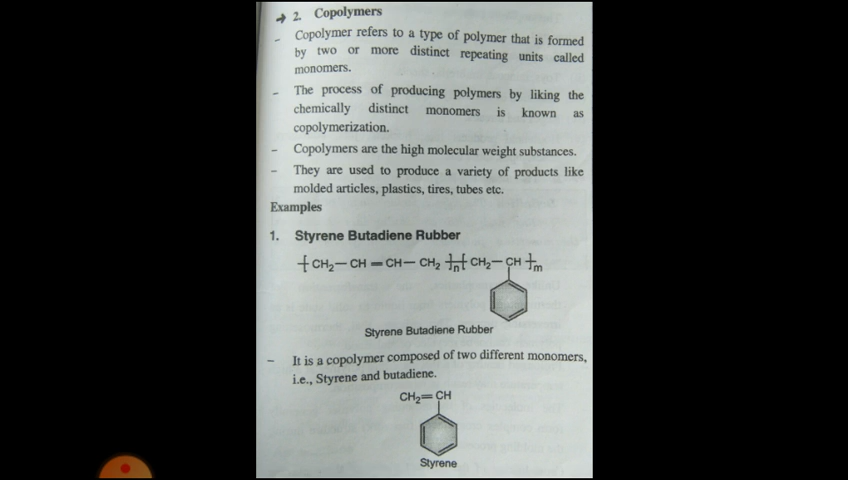 → 2. Copolymers
- Copolymer refers to a type of polymer that is formed
by two or more distinct repeating units called
monomers.
- The process of producing polymers by liking the
chemically distinct monomers is known as
copolymerization.
- Copolymers are the high molecular weight substances.
- They are used to produce a variety of products like
molded articles, plastics, tires, tubes etc.
Examples
1. Styrene Butadiene Rubber
[CH₂—CH=CH—CH₂]n[CH₂—CH]m
Styrene Butadiene Rubber
- It is a copolymer composed of two different monomers,
i.e., Styrene and butadiene.
CH₂=CH
Styrene